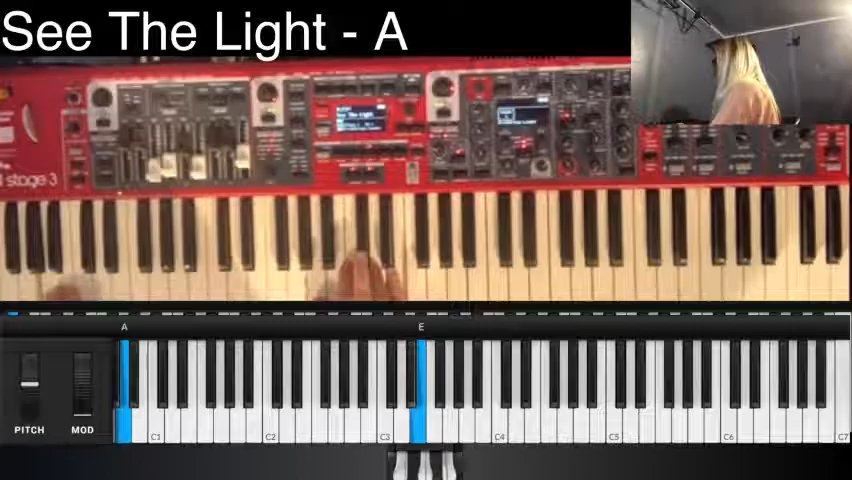 See The Light - A
stage 3
See The Light
A
E
PITCH
MOD
C1
C2
C3
C4
C5
C6
C7